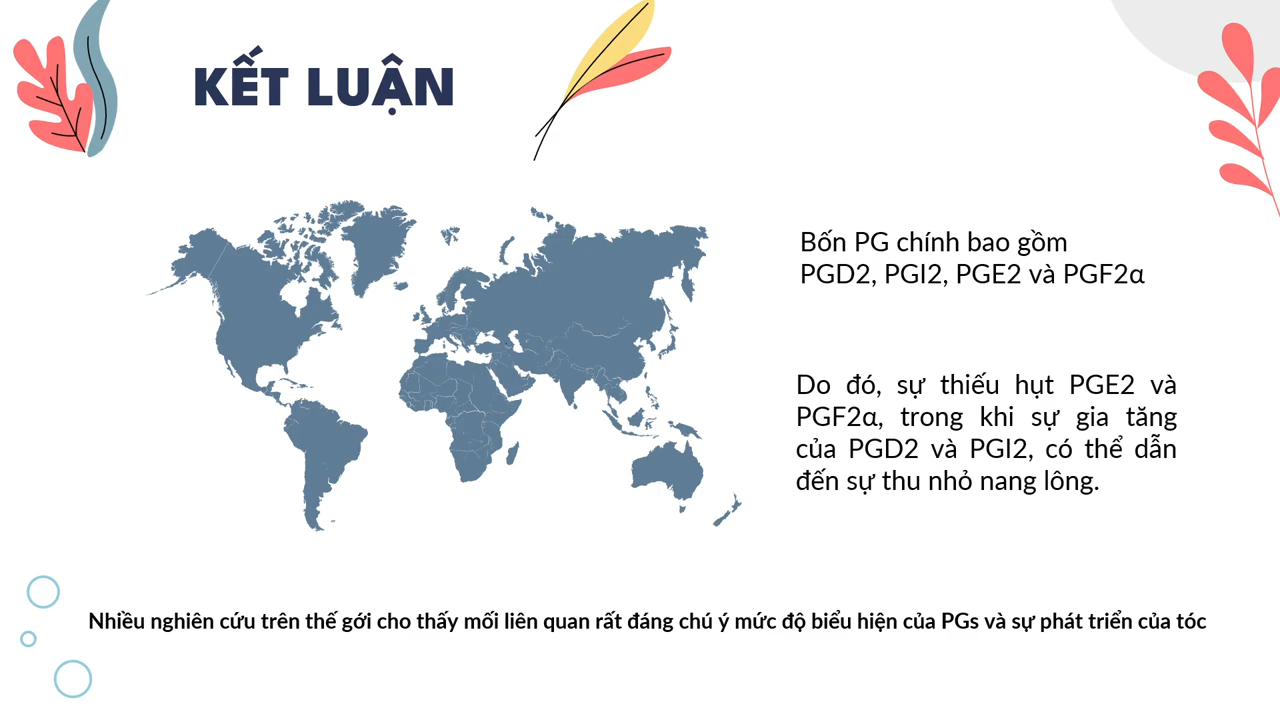 KẾT LUẬN
Bốn PG chính bao gồm
PGD2, PGI2, PGE2 và PGF2α
Do đó, sự thiếu hụt PGE2 và
PGF2α, trong khi sự gia tăng
của PGD2 và PGI2, có thể dẫn
đến sự thu nhỏ nang lông.
Nhiều nghiên cứu trên thế gới cho thấy mối liên quan rất đáng chú ý mức độ biểu hiện của PGs và sự phát triển của tóc